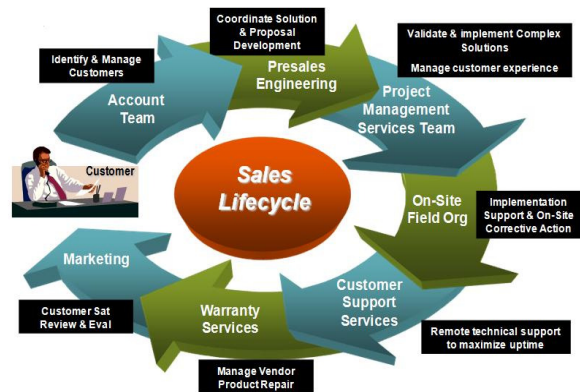 Coordinate Solution
& Proposal
Development
Validate & implement Complex
Solutions
Manage customer experience
Identify & Manage
Customers
Presales
Engineering
Account
Team
Project
Management
Services Team
Customer
Sales
Lifecycle
On-Site
Field Org
Implementation
Support & On-Site
Corrective Action
Marketing
Customer
Support
Services
Warranty
Services
Customer Sat
Review & Eval
Remote technical support
to maximize uptime
Manage Vendor
Product Repair